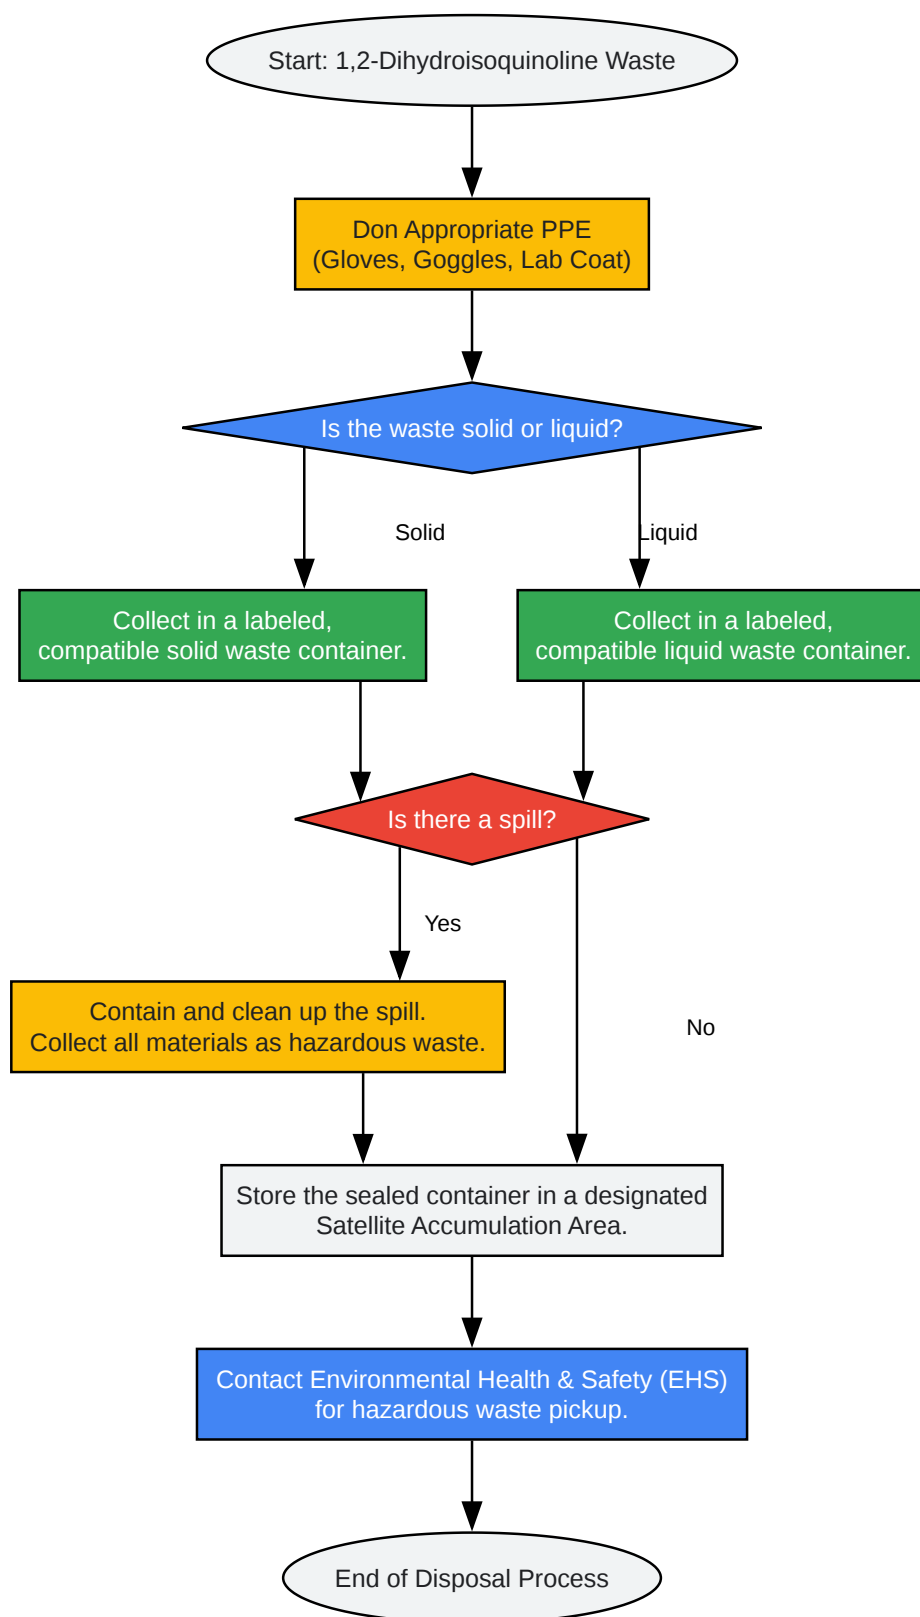 Start: 1,2-Dihydroisoquinoline Waste
Don Appropriate PPE
(Gloves, Goggles, Lab Coat)
Is the waste solid or liquid?
Solid
Liquid
Collect in a labeled,
compatible solid waste container.
Collect in a labeled,
compatible liquid waste container.
Is there a spill?
Yes
Contain and clean up the spill.
Collect all materials as hazardous waste.
No
Store the sealed container in a designated
Satellite Accumulation Area.
Contact Environmental Health & Safety (EHS)
for hazardous waste pickup.
End of Disposal Process